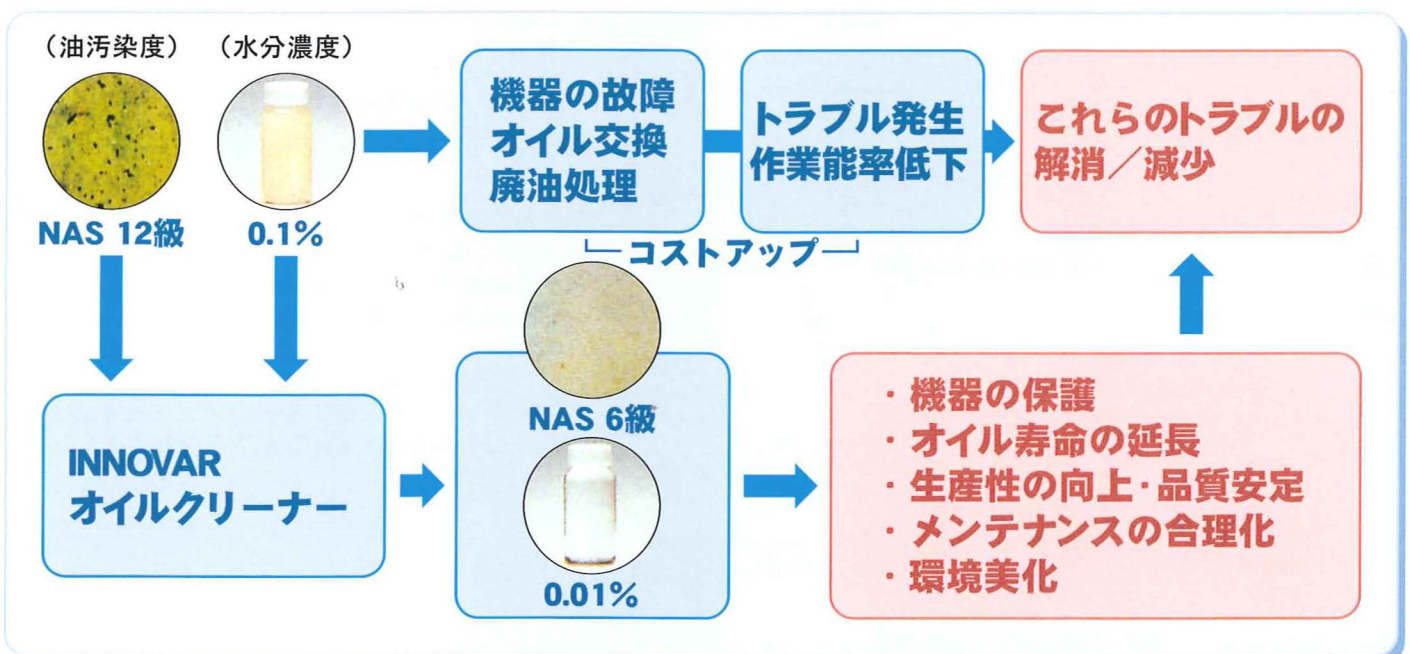 （油汚染度）
（水分濃度）
NAS 12級
0.1%
機器の故障
オイル交換
廃油処理
トラブル発生
作業能率低下
コストアップ
これらのトラブルの
解消／減少
INNOVAR
オイルクリーナー
NAS 6級
0.01%
・機器の保護
・オイル寿命の延長
・生産性の向上・品質安定
・メンテナンスの合理化
・環境美化